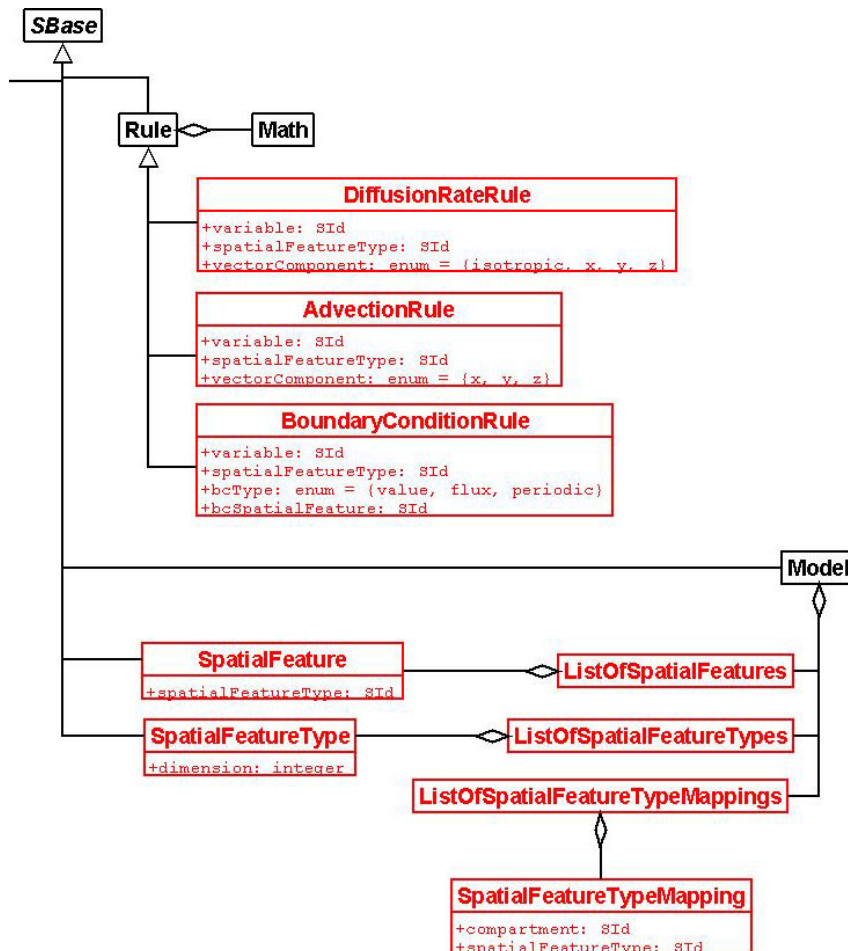 SBase
Rule
Math
DiffusionRateRule
+variable: SId
+spatialFeatureType: SId
+vectorComponent: enum = {isotropic, x, y, z}
AdvectionRule
+variable: SId
+spatialFeatureType: SId
+vectorComponent: enum = {x, y, z}
BoundaryConditionRule
+variable: SId
+spatialFeatureType: SId
+bcType: enum = {value, flux, periodic}
+bcSpatialFeature: SId
Model
SpatialFeature
+spatialFeatureType: SId
ListOfSpatialFeatures
SpatialFeatureType
+dimension: integer
ListOfSpatialFeatureTypes
ListOfSpatialFeatureTypeMappings
SpatialFeatureTypeMapping
+compartment: SId
+spatialFeatureType: SId